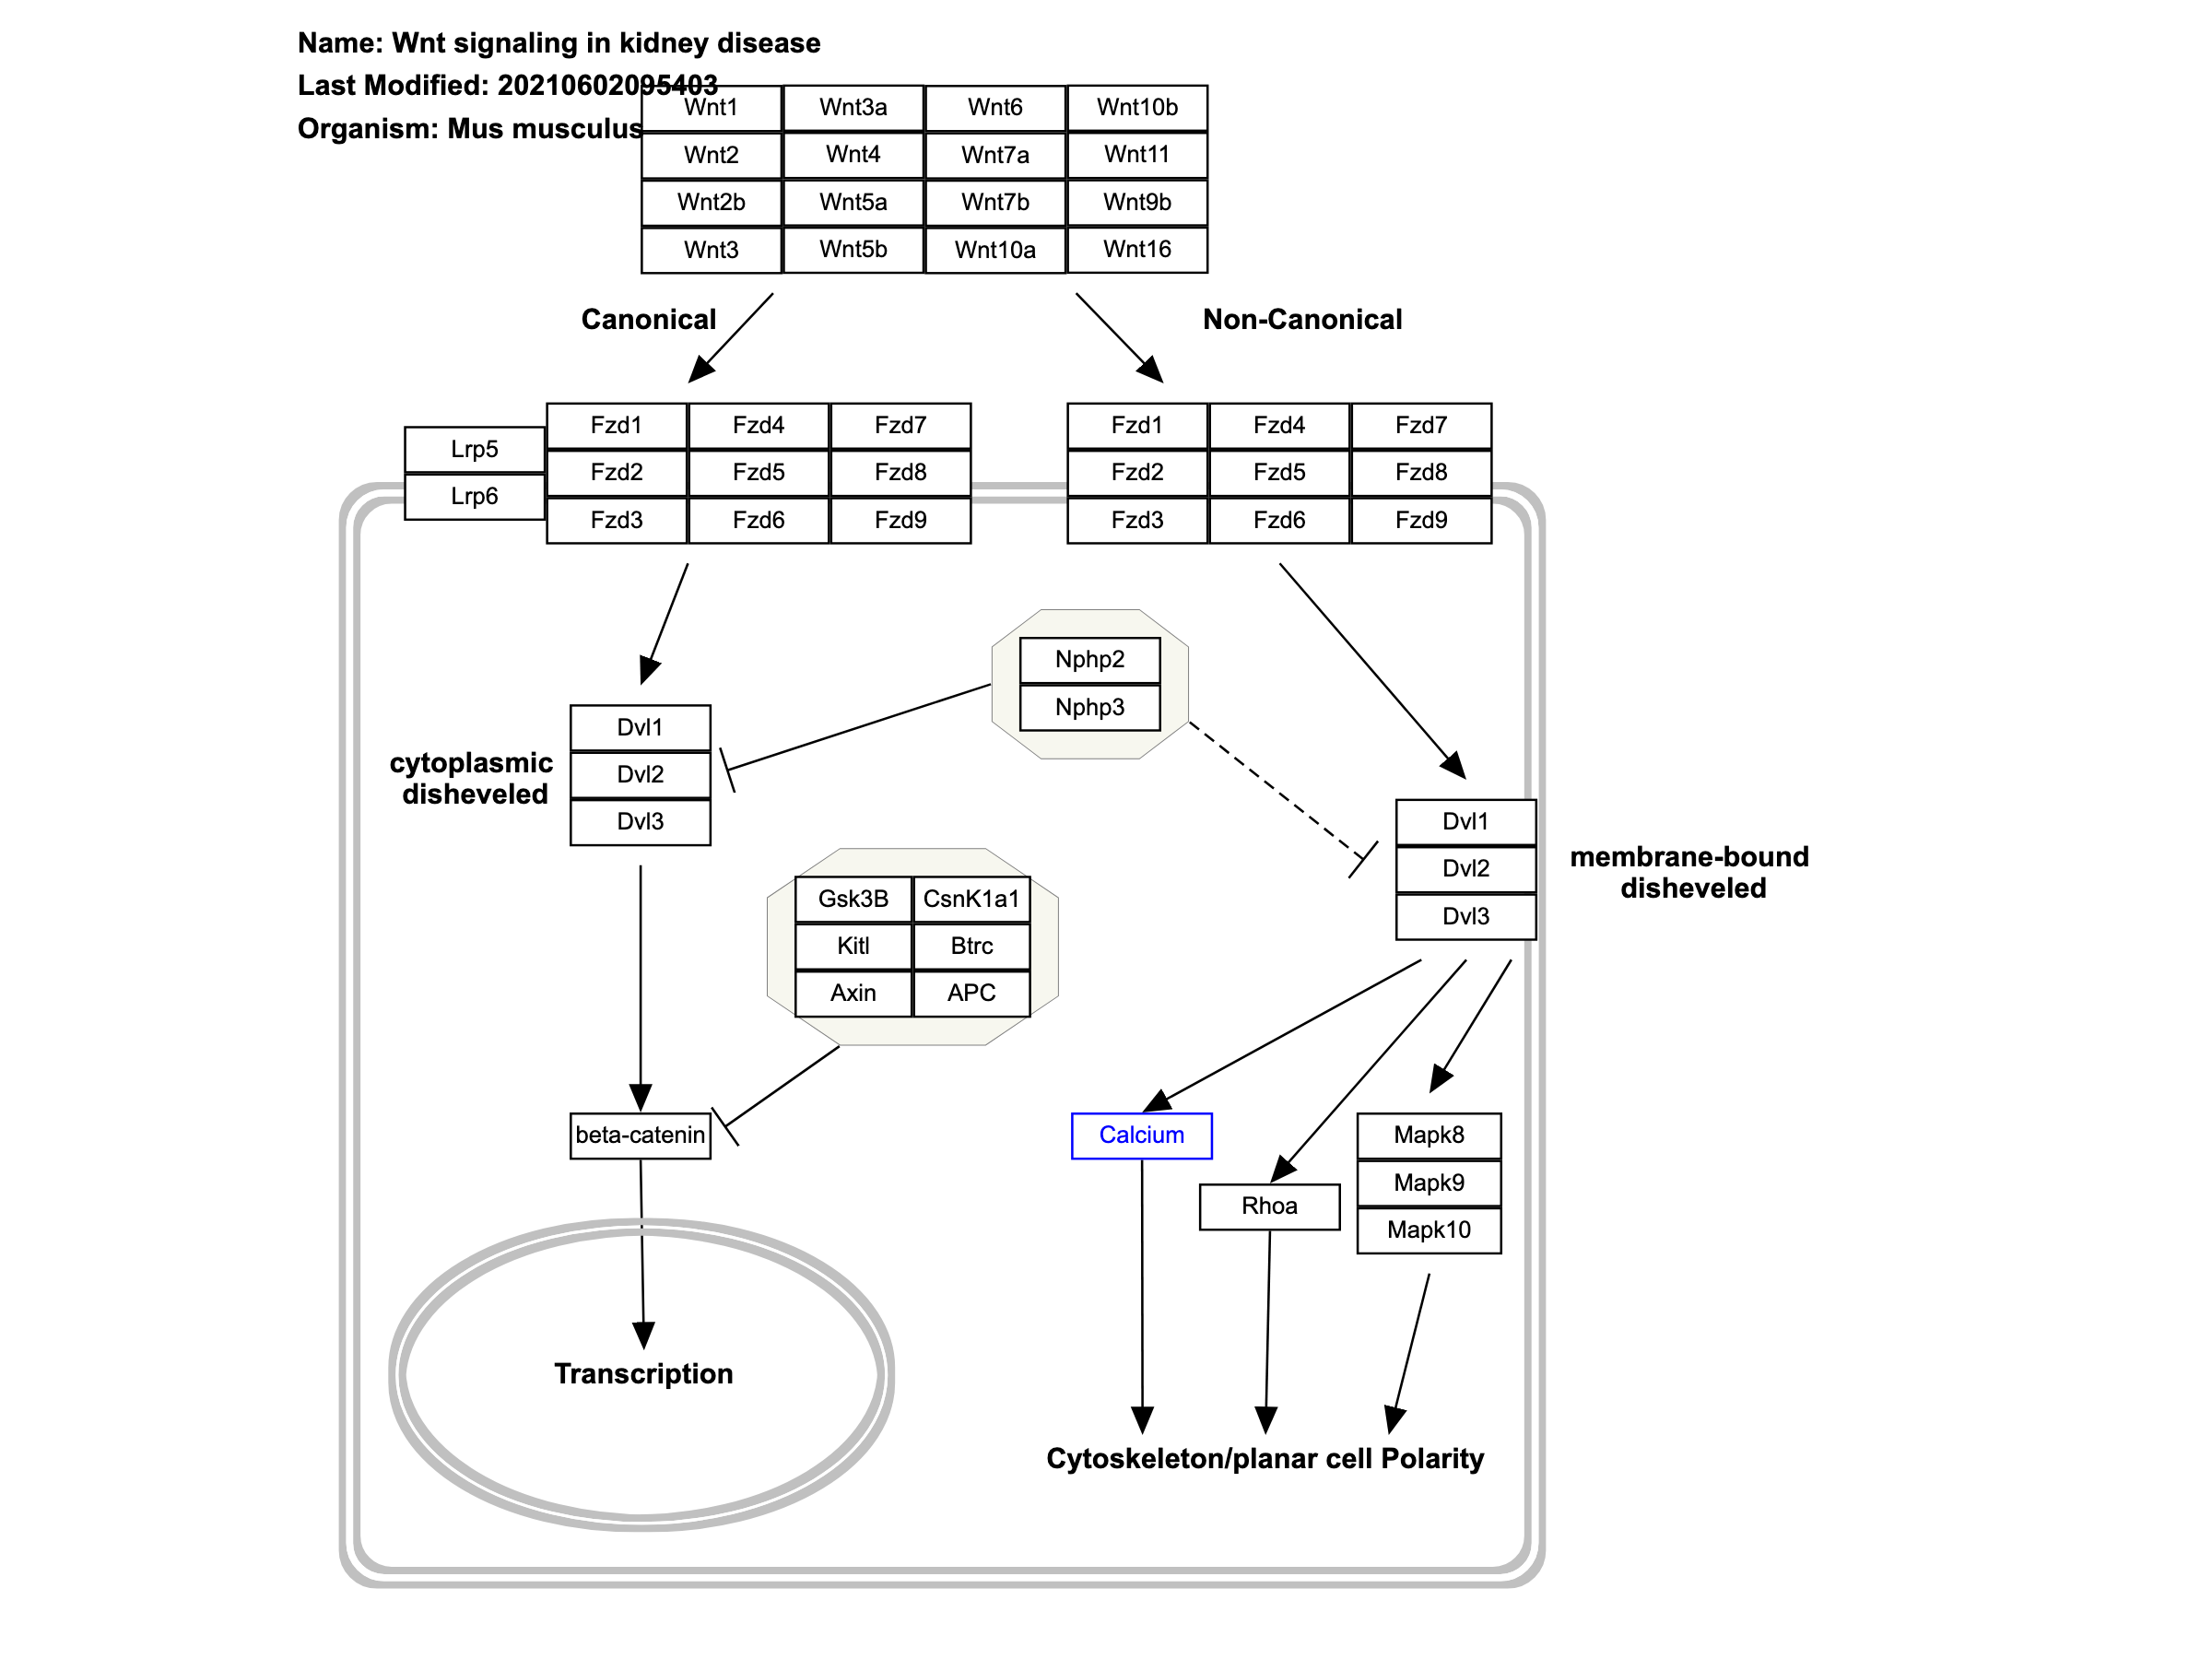 Name: Wnt signaling in kidney disease
Last Modified: 20210602095403
Organism: Mus musculus
Wnt1 Wnt3a Wnt6 Wnt10b
Wnt2 Wnt4 Wnt7a Wnt11
Wnt2b Wnt5a Wnt7b Wnt9b
Wnt3 Wnt5b Wnt10a Wnt16
Canonical
Non-Canonical
Lrp5
Lrp6
Fzd1 Fzd4 Fzd7
Fzd2 Fzd5 Fzd8
Fzd3 Fzd6 Fzd9
Fzd1 Fzd4 Fzd7
Fzd2 Fzd5 Fzd8
Fzd3 Fzd6 Fzd9
Nphp2
Nphp3
cytoplasmic
disheveled
Dvl1
Dvl2
Dvl3
Dvl1
Dvl2
Dvl3
membrane-bound
disheveled
Gsk3B CsnK1a1
Kitl Btrc
Axin APC
beta-catenin
Calcium
Rhoa
Mapk8
Mapk9
Mapk10
Transcription
Cytoskeleton/planar cell Polarity